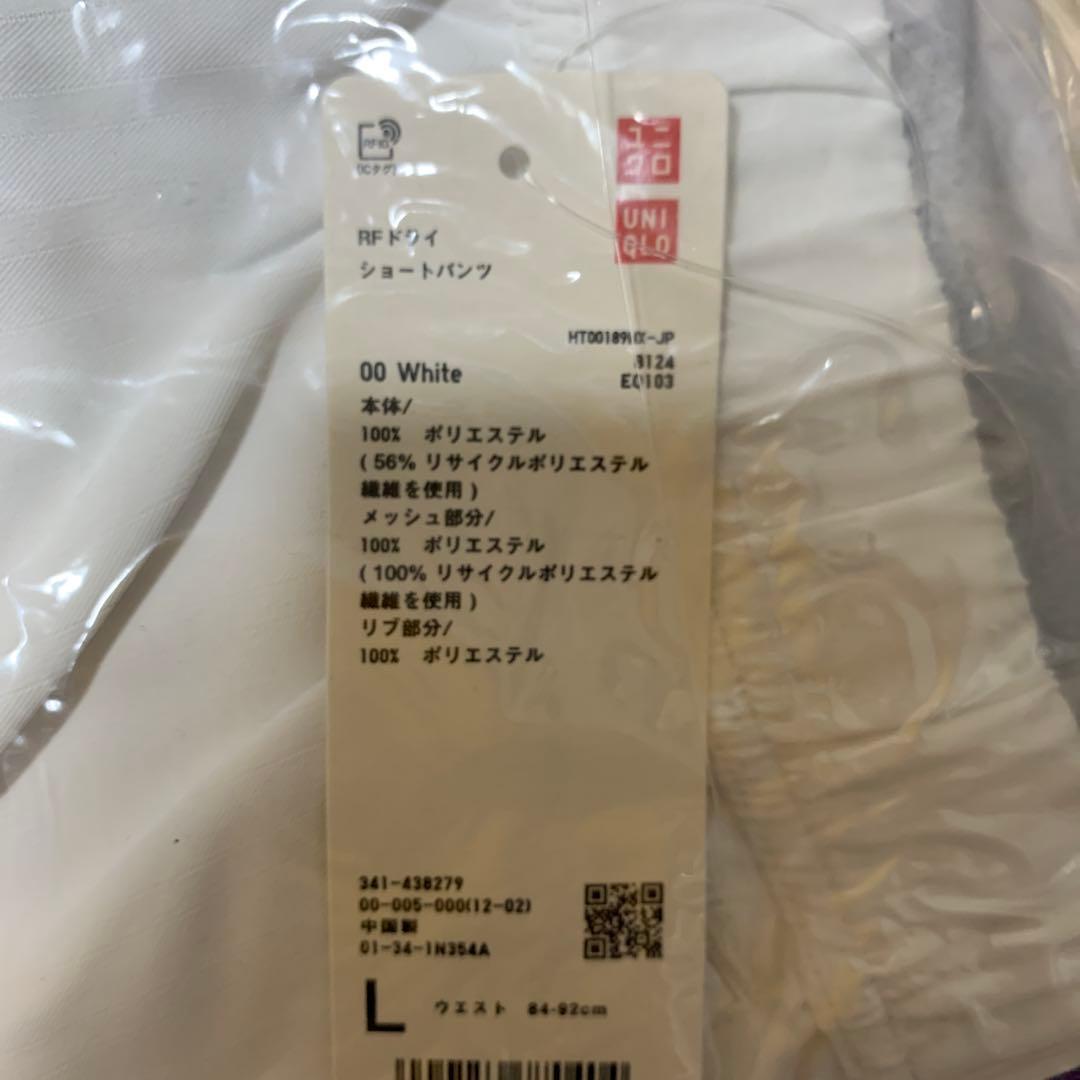 RFID
(ICタグ)
ユニ
クロ
UNI
QLO
RFドライ
ショートパンツ
8124
EQ103
00 White
本体/
100% ポリエステル
( 56% リサイクルポリエステル
繊維を使用 )
メッシュ部分/
100% ポリエステル
( 100% リサイクルポリエステル
繊維を使用 )
リブ部分/
100% ポリエステル
341-438279
00-005-000(12-02)
中国製
01-34-1N354A
L ウエスト 84-92cm